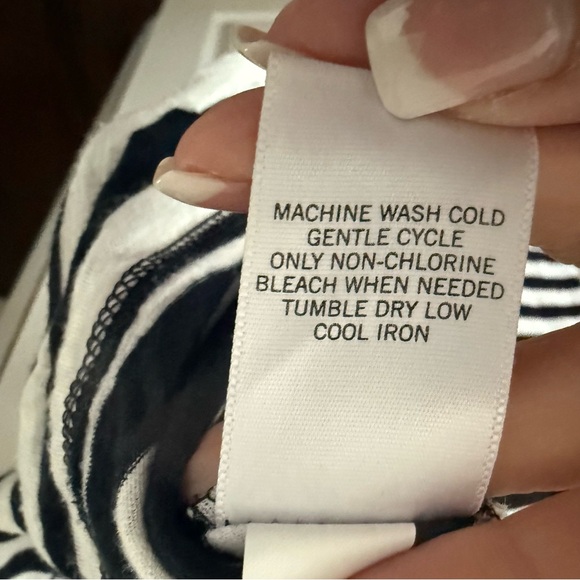 MACHINE WASH COLD
GENTLE CYCLE
ONLY NON-CHLORINE
BLEACH WHEN NEEDED
TUMBLE DRY LOW
COOL IRON